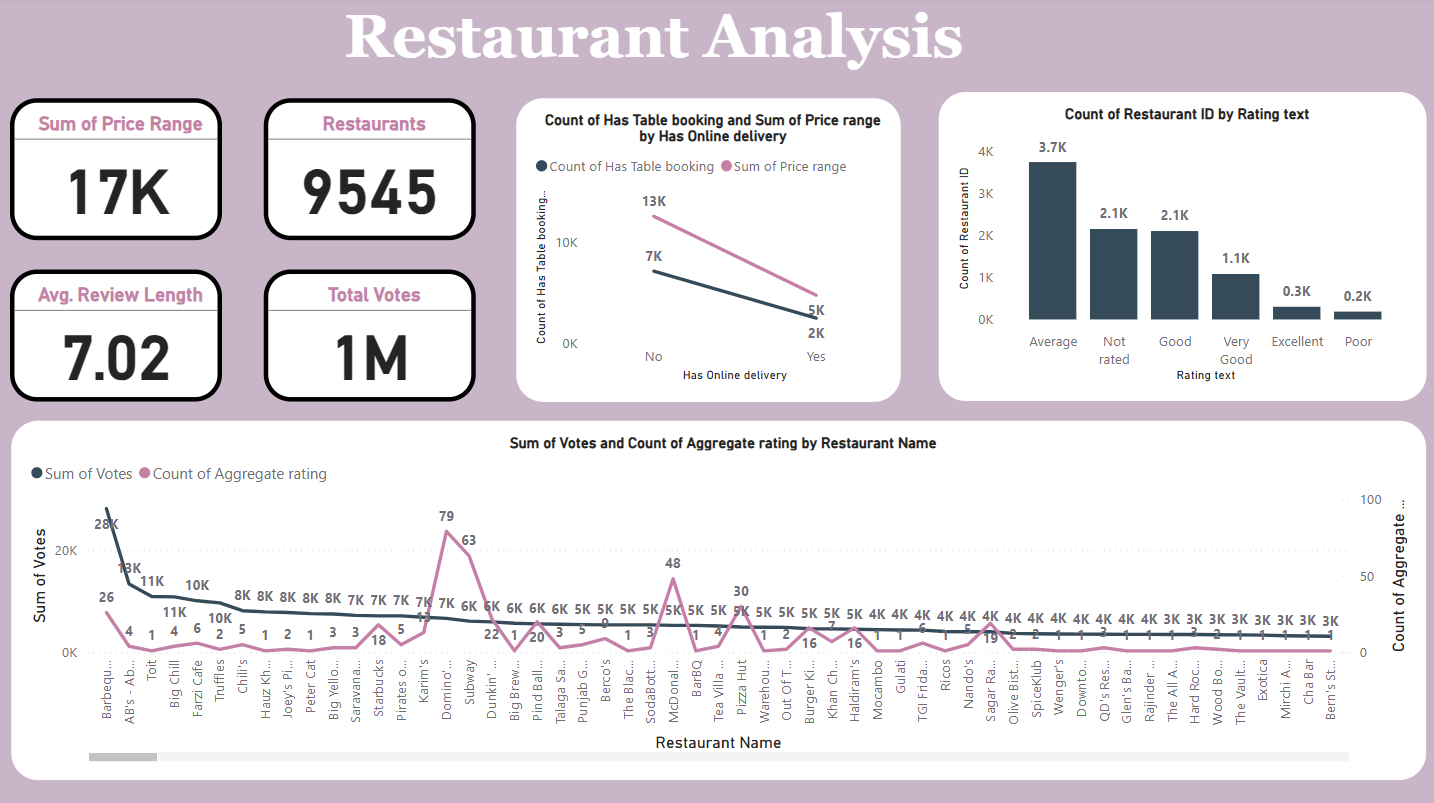 Restaurant Analysis
Sum of Price Range
17K
Restaurants
9545
Avg. Review Length
7.02
Total Votes
1M
Count of Has Table booking and Sum of Price range
by Has Online delivery
Count of Has Table booking
Sum of Price range
Count of Has Table booking...
10K
0K
13K
7K
5K
2K
No
Yes
Has Online delivery
Count of Restaurant ID by Rating text
Count of Restaurant ID
4K
3K
2K
1K
0K
3.7K
2.1K
2.1K
1.1K
0.3K
0.2K
Average
Not
rated
Good
Very
Good
Excellent
Poor
Rating text
Sum of Votes and Count of Aggregate rating by Restaurant Name
Sum of Votes
Count of Aggregate rating
Sum of Votes
20K
0K
100
50
0
Count of Aggregate ...
28K 13K 11K 11K 10K 10K 8K 8K 8K 8K 8K 7K 7K 7K 7K 7K 6K 6K 6K 6K 6K 5K 5K 5K 5K 5K 5K 5K 5K 5K 5K 5K 5K 5K 4K 4K 4K 4K 4K 4K 4K 4K 4K 4K 4K 4K 4K 3K 3K 3K 3K 3K 3K 3K 3K
26 4 1 4 6 2 5 1 2 1 3 3 18 5 13 79 63 22 1 20 3 5 9 1 3 48 1 4 30 1 2 16 7 16 1 1 6 1 5 19 2 2 1 1 3 1 1 1 3 2 1 1 1 1 1
Barbequ...
AB's - Ab...
Toit
Big Chill
Farzi Cafe
Truffles
Chili's
Hauz Kh...
Joey's Pi...
Peter Cat
Big Yello...
Saravana...
Starbucks
Pirates o...
Karim's
Domino'...
Subway
Dunkin' ...
Big Brew...
Pind Ball...
Talaga Sa...
Punjab G...
Berco's
The Blac...
SodaBott...
McDonal...
BarBQ
Tea Villa ...
Pizza Hut
Warehou...
Out Of T...
Burger Ki...
Khan Ch...
Haldiram's
Mocambo
Gulati
TGI Frida...
Ricos
Nando's
Sagar Ra...
Olive Bist...
SpiceKlub
Wenger's
Downto...
QD's Res...
Glen's Ba...
Rajinder ...
The All A...
Hard Roc...
Wood Bo...
The Vault...
Exotica
Mirchi A...
Cha Bar
Bern's St...
Restaurant Name